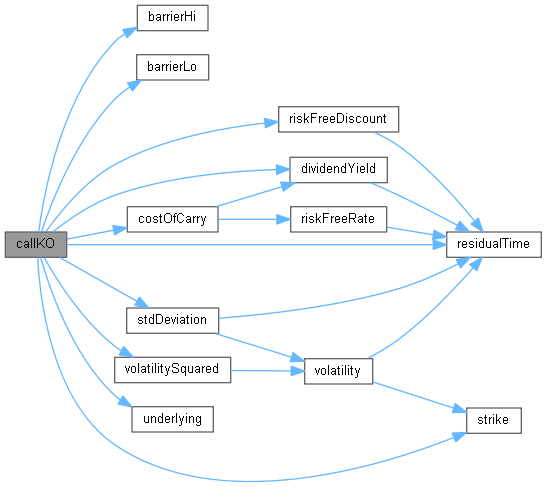 barrierHi
barrierLo
riskFreeDiscount
dividendYield
costOfCarry
riskFreeRate
callKO
residualTime
stdDeviation
volatilitySquared
volatility
underlying
strike